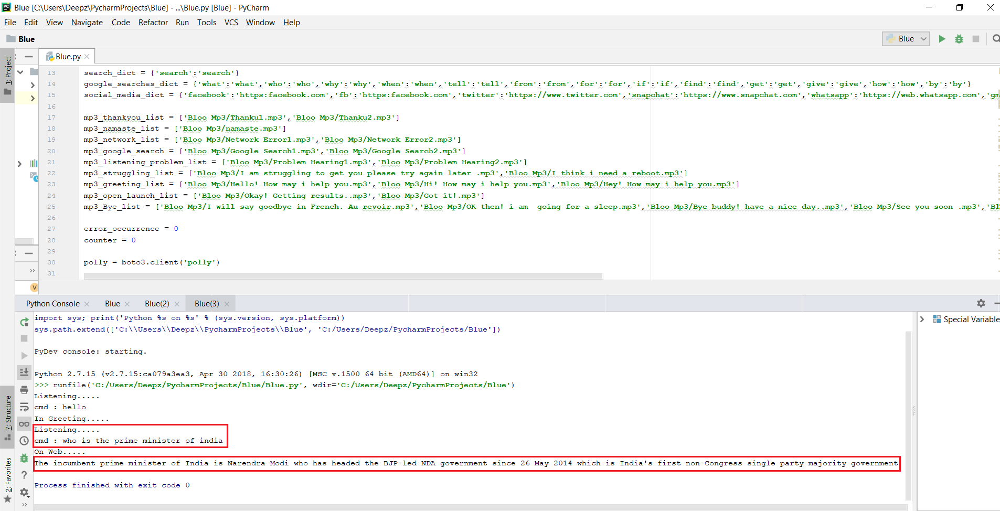 Blue [C:\Users\Deepz\PycharmProjects\Blue] - ...\Blue.py [Blue] - PyCharm
File Edit View Navigate Code Refactor Run Tools VCS Window Help
Blue
Blue
1: Project
Blue.py
13 search_dict = {'search':'search'}
14 google_searches_dict = {'what':'what','who':'who','why':'why','when':'when','tell':'tell','from':'from','for':'for','if':'if','find':'find','get':'get','give':'give','how':'how','by':'by'}
15 social_media_dict = {'facebook':'https:facebook.com','fb':'https:facebook.com','twitter':'https://www.twitter.com','snapchat':'https://www.snapchat.com','whatsapp':'https://web.whatsapp.com','gm
16
17 mp3_thankyou_list = ['Bloo Mp3/Thanku1.mp3','Bloo Mp3/Thanku2.mp3']
18 mp3_namaste_list = ['Bloo Mp3/namaste.mp3']
19 mp3_network_list = ['Bloo Mp3/Network Error1.mp3','Bloo Mp3/Network Error2.mp3']
20 mp3_google_search = ['Bloo Mp3/Google Search1.mp3','Bloo Mp3/Google Search2.mp3']
21 mp3_listening_problem_list = ['Bloo Mp3/Problem Hearing1.mp3','Bloo Mp3/Problem Hearing2.mp3']
22 mp3_struggling_list = ['Bloo Mp3/I am struggling to get you please try again later .mp3','Bloo Mp3/I think i need a reboot.mp3']
23 mp3_greeting_list = ['Bloo Mp3/Hello! How may i help you.mp3','Bloo Mp3/Hi! How may i help you.mp3','Bloo Mp3/Hey! How may i help you.mp3']
24 mp3_open_launch_list = ['Bloo Mp3/Okay! Getting results..mp3','Bloo Mp3/Got it!.mp3']
25 mp3_Bye_list = ['Bloo Mp3/I will say goodbye in French. Au revoir.mp3','Bloo Mp3/OK then! i am  going for a sleep.mp3','Bloo Mp3/Bye buddy! have a nice day..mp3','Bloo Mp3/See you soon .mp3','Bl
26
27 error_occurrence = 0
28 counter = 0
29
30 polly = boto3.client('polly')
31
V
Python Console Blue Blue(2) Blue(3)
import sys; print('Python %s on %s' % (sys.version, sys.platform))
sys.path.extend(['C:\\Users\\Deepz\\PycharmProjects\\Blue', 'C:/Users/Deepz/PycharmProjects/Blue'])
PyDev console: starting.
Python 2.7.15 (v2.7.15:ca079a3ea3, Apr 30 2018, 16:30:26) [MSC v.1500 64 bit (AMD64)] on win32
>>> runfile('C:/Users/Deepz/PycharmProjects/Blue/Blue.py', wdir='C:/Users/Deepz/PycharmProjects/Blue')
Listening.....
cmd : hello
In Greeting.....
Listening.....
cmd : who is the prime minister of india
On Web.....
The incumbent prime minister of India is Narendra Modi who has headed the BJP-led NDA government since 26 May 2014 which is India's first non-Congress single party majority government
Process finished with exit code 0
Special Variable
7: Structure
2: Favorites